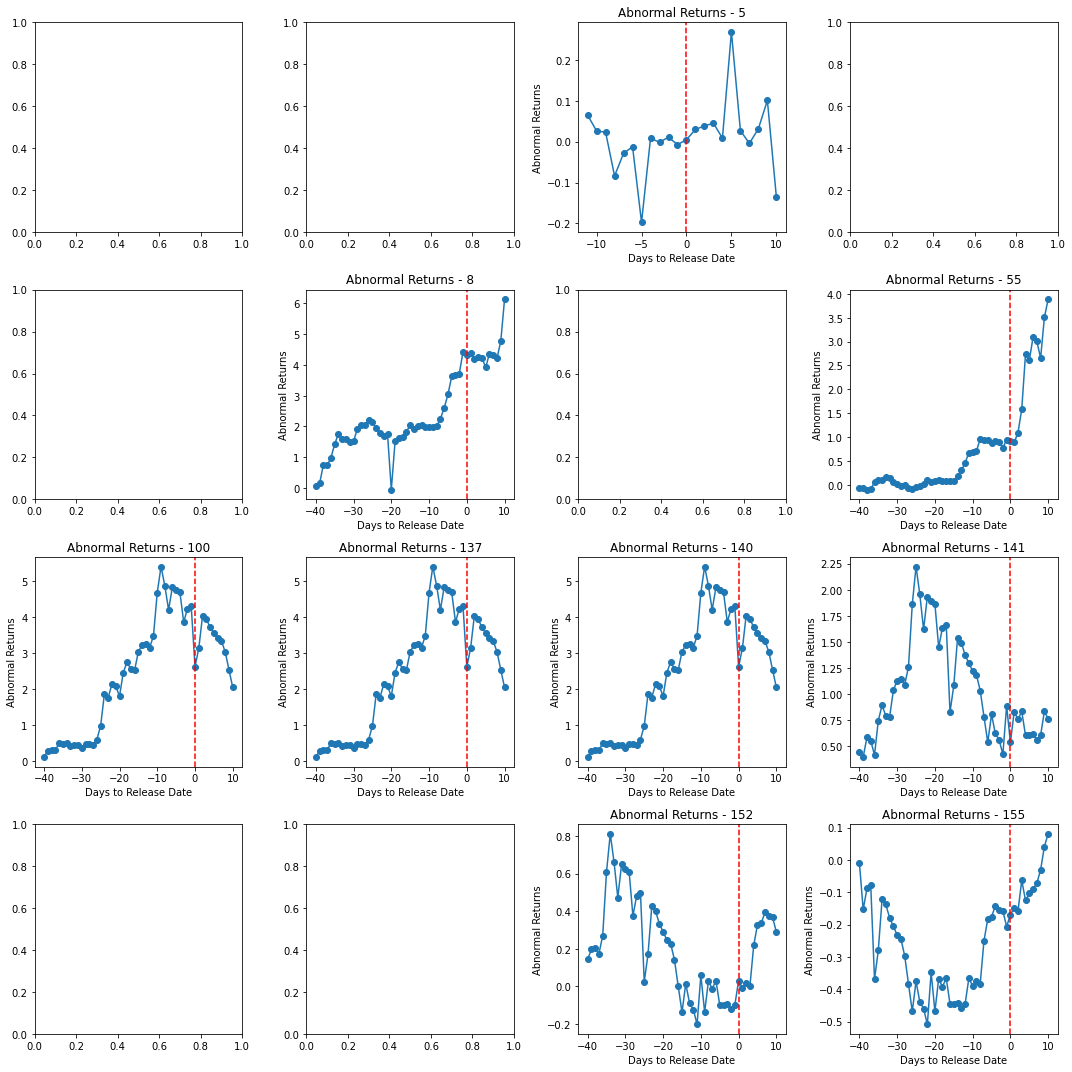 1.0
0.8
0.6
0.4
0.2
0.0
0.0 0.2 0.4 0.6 0.8 1.0
1.0
0.8
0.6
0.4
0.2
0.0
0.0 0.2 0.4 0.6 0.8 1.0
Abnormal Returns - 5
Abnormal Returns
0.2
0.1
0.0
−0.1
−0.2
−10 −5 0 5 10
Days to Release Date
1.0
0.8
0.6
0.4
0.2
0.0
0.0 0.2 0.4 0.6 0.8 1.0
1.0
0.8
0.6
0.4
0.2
0.0
0.0 0.2 0.4 0.6 0.8 1.0
Abnormal Returns - 8
Abnormal Returns
6
5
4
3
2
1
0
−40 −30 −20 −10 0 10
Days to Release Date
1.0
0.8
0.6
0.4
0.2
0.0
0.0 0.2 0.4 0.6 0.8 1.0
Abnormal Returns - 55
Abnormal Returns
4.0
3.5
3.0
2.5
2.0
1.5
1.0
0.5
0.0
−40 −30 −20 −10 0 10
Days to Release Date
Abnormal Returns - 100
Abnormal Returns
5
4
3
2
1
0
−40 −30 −20 −10 0 10
Days to Release Date
Abnormal Returns - 137
Abnormal Returns
5
4
3
2
1
0
−40 −30 −20 −10 0 10
Days to Release Date
Abnormal Returns - 140
Abnormal Returns
5
4
3
2
1
0
−40 −30 −20 −10 0 10
Days to Release Date
Abnormal Returns - 141
Abnormal Returns
2.25
2.00
1.75
1.50
1.25
1.00
0.75
0.50
−40 −30 −20 −10 0 10
Days to Release Date
1.0
0.8
0.6
0.4
0.2
0.0
0.0 0.2 0.4 0.6 0.8 1.0
1.0
0.8
0.6
0.4
0.2
0.0
0.0 0.2 0.4 0.6 0.8 1.0
Abnormal Returns - 152
Abnormal Returns
0.8
0.6
0.4
0.2
0.0
−0.2
−40 −30 −20 −10 0 10
Days to Release Date
Abnormal Returns - 155
Abnormal Returns
0.1
0.0
−0.1
−0.2
−0.3
−0.4
−0.5
−40 −30 −20 −10 0 10
Days to Release Date